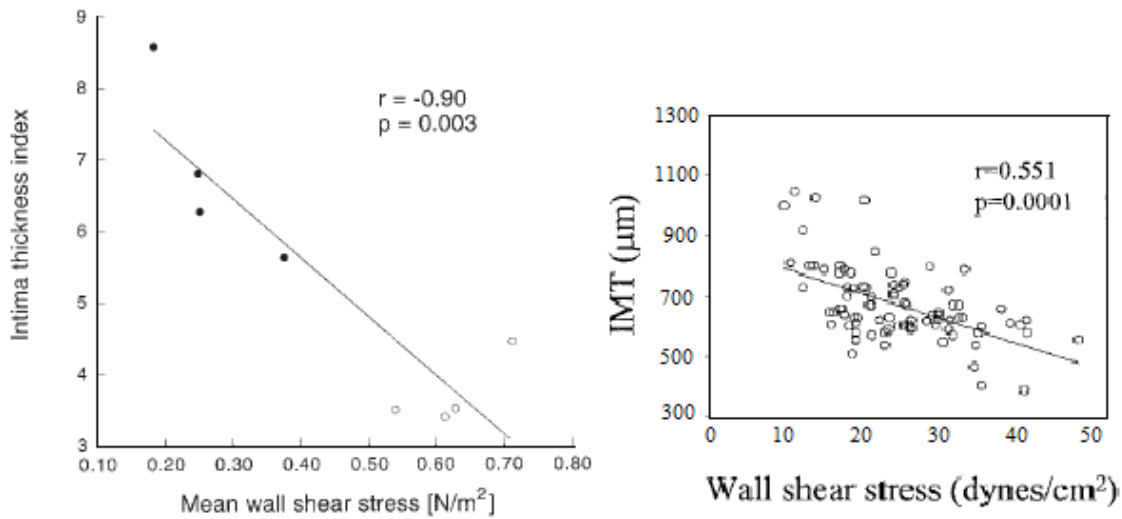 9
8
7
6
5
4
3
Intima thickness index
r = -0.90
p = 0.003
0.10 0.20 0.30 0.40 0.50 0.60 0.70 0.80
Mean wall shear stress [N/m²]
1300
1100
900
700
500
300
IMT (μm)
r=0.551
p=0.0001
0 10 20 30 40 50
Wall shear stress (dynes/cm²)